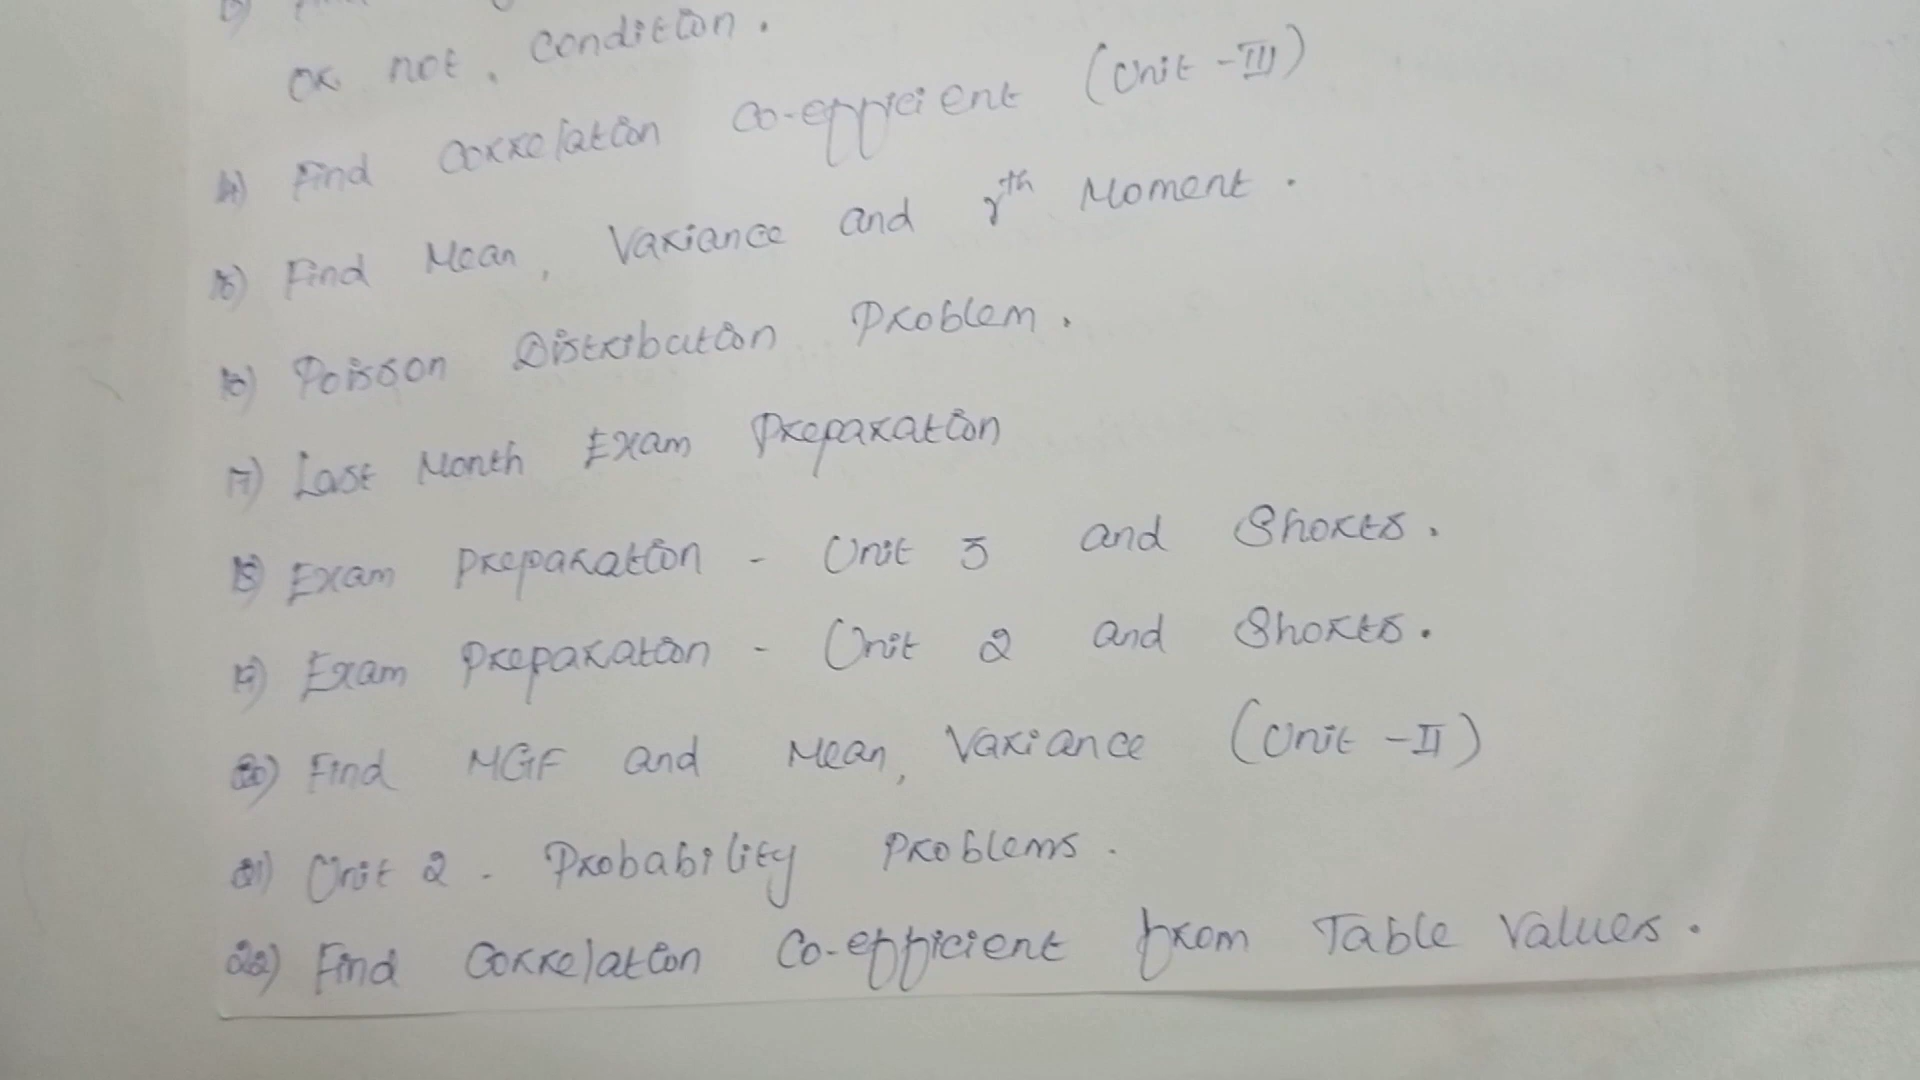 or not, condition.
14) Find Correlation Co-efficient (Unit - III)
15) Find Mean, Variance and rth Moment.
16) Poisson Distribution Problem.
17) Last Month Exam Preparation
18) Exam Preparation - Unit 3 and Shorts.
19) Exam Preparation - Unit 2 and Shorts.
20) Find MGF and Mean, Variance (Unit - II)
21) Unit 2 - Probability Problems.
22) Find Correlation Co-efficient from Table Values.